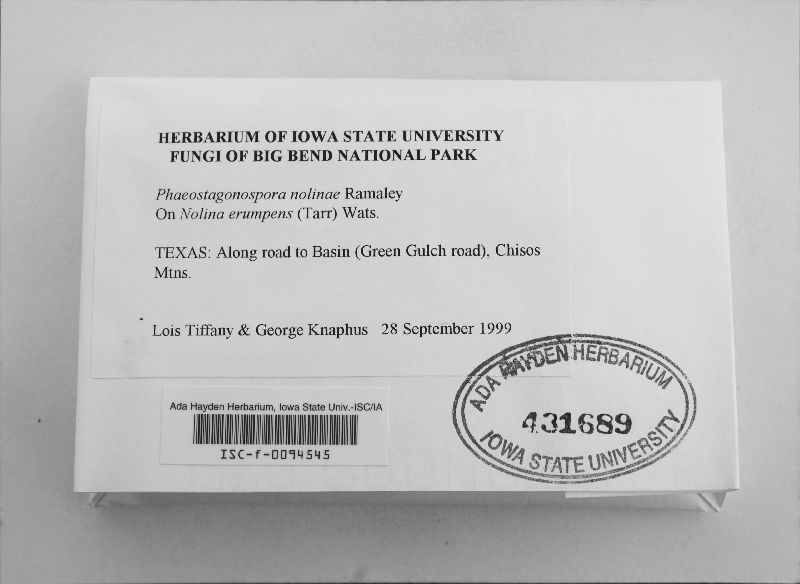 HERBARIUM OF IOWA STATE UNIVERSITY
FUNGI OF BIG BEND NATIONAL PARK
Phaeostagonospora nolinae Ramaley
On Nolina erumpens (Tarr) Wats.
TEXAS: Along road to Basin (Green Gulch road), Chisos
Mtns.
Lois Tiffany & George Knaphus 28 September 1999
Ada Hayden Herbarium, Iowa State Univ.-ISC/IA
ISC-f-0094545
ADA HAYDEN HERBARIUM
431689
IOWA STATE UNIVERSITY